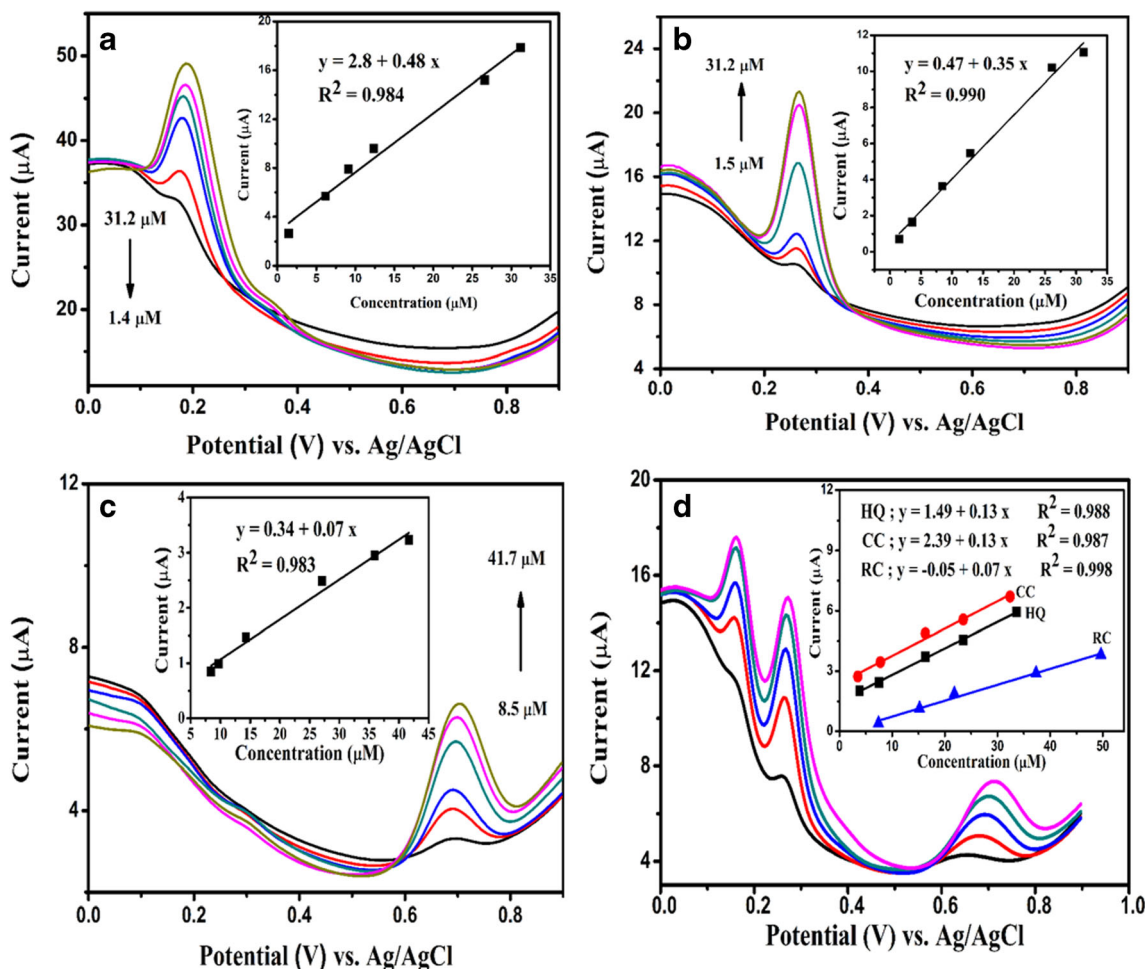 a
y = 2.8 + 0.48 x
R² = 0.984
Current (μA)
20
16
12
8
4
0
0 5 10 15 20 25 30 35
Concentration (μM)
31.2 μM
1.4 μM
Current (μA)
50
40
30
20
0.0 0.2 0.4 0.6 0.8
Potential (V) vs. Ag/AgCl
b
31.2 μM
1.5 μM
y = 0.47 + 0.35 x
R² = 0.990
Current (μA)
12
10
8
6
4
2
0
0 5 10 15 20 25 30 35
Concentration (μM)
Current (μA)
24
20
16
12
8
4
0.0 0.2 0.4 0.6 0.8
Potential (V) vs. Ag/AgCl
c
y = 0.34 + 0.07 x
R² = 0.983
Current (μA)
4
3
2
1
0
5 10 15 20 25 30 35 40 45
Concentration (μM)
41.7 μM
8.5 μM
Current (μA)
12
8
4
0.0 0.2 0.4 0.6 0.8
Potential (V) vs. Ag/AgCl
d
HQ ; y = 1.49 + 0.13 x R² = 0.988
CC ; y = 2.39 + 0.13 x R² = 0.987
RC ; y = -0.05 + 0.07 x R² = 0.998
CC
HQ
RC
Current (μA)
12
9
6
3
0
0 10 20 30 40 50
Concentration (μM)
Current (μA)
20
16
12
8
4
0.0 0.2 0.4 0.6 0.8 1.0
Potential (V) vs. Ag/AgCl